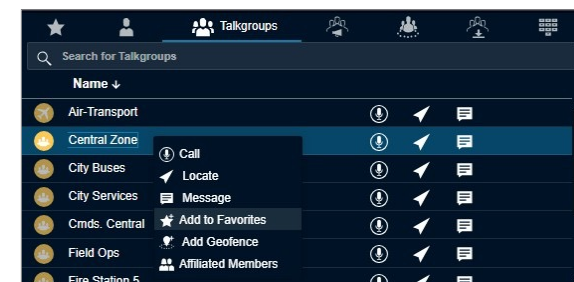 Talkgroups
Search for Talkgroups
Name ↓
Air-Transport
Central Zone
City Buses
City Services
Cmds. Central
Field Ops
Fire Station 5
Call
Locate
Message
Add to Favorites
Add Geofence
Affiliated Members